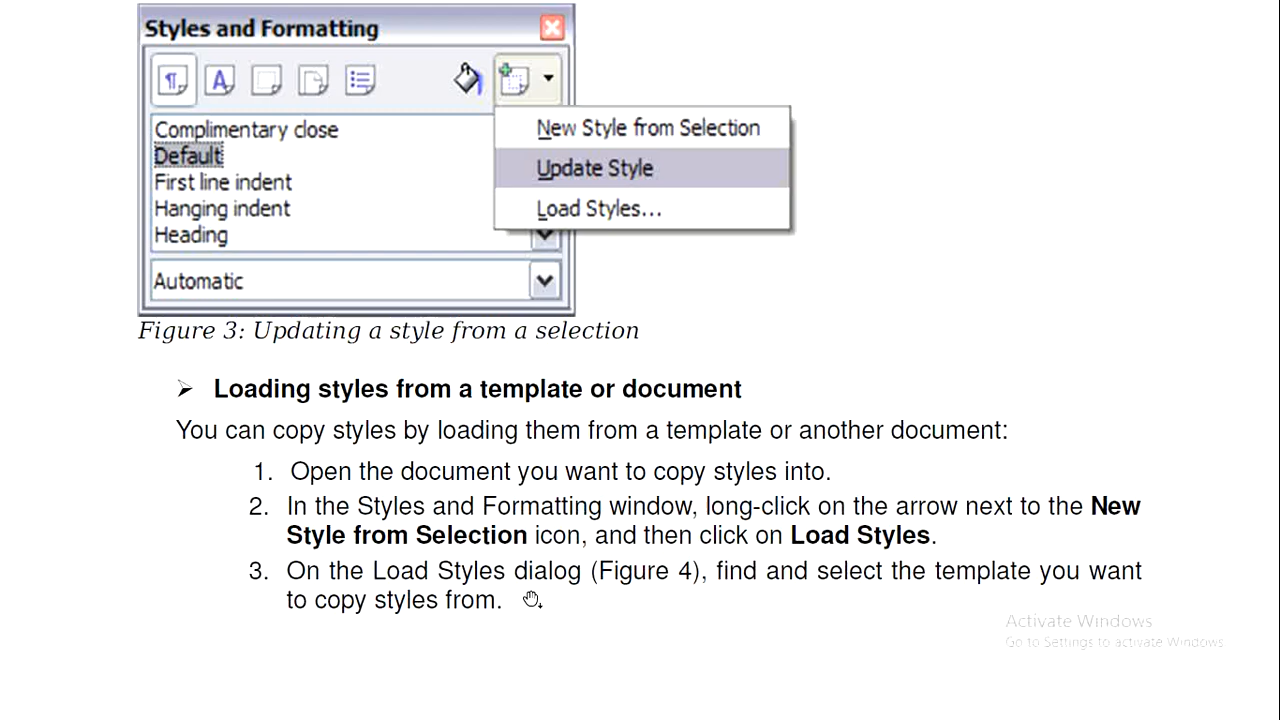 Styles and Formatting
Complimentary close
Default
First line indent
Hanging indent
Heading
Automatic
New Style from Selection
Update Style
Load Styles...
Figure 3: Updating a style from a selection
➢ Loading styles from a template or document
You can copy styles by loading them from a template or another document:
1. Open the document you want to copy styles into.
2. In the Styles and Formatting window, long-click on the arrow next to the New
Style from Selection icon, and then click on Load Styles.
3. On the Load Styles dialog (Figure 4), find and select the template you want
to copy styles from.
Activate Windows
Go to Settings to activate Windows.